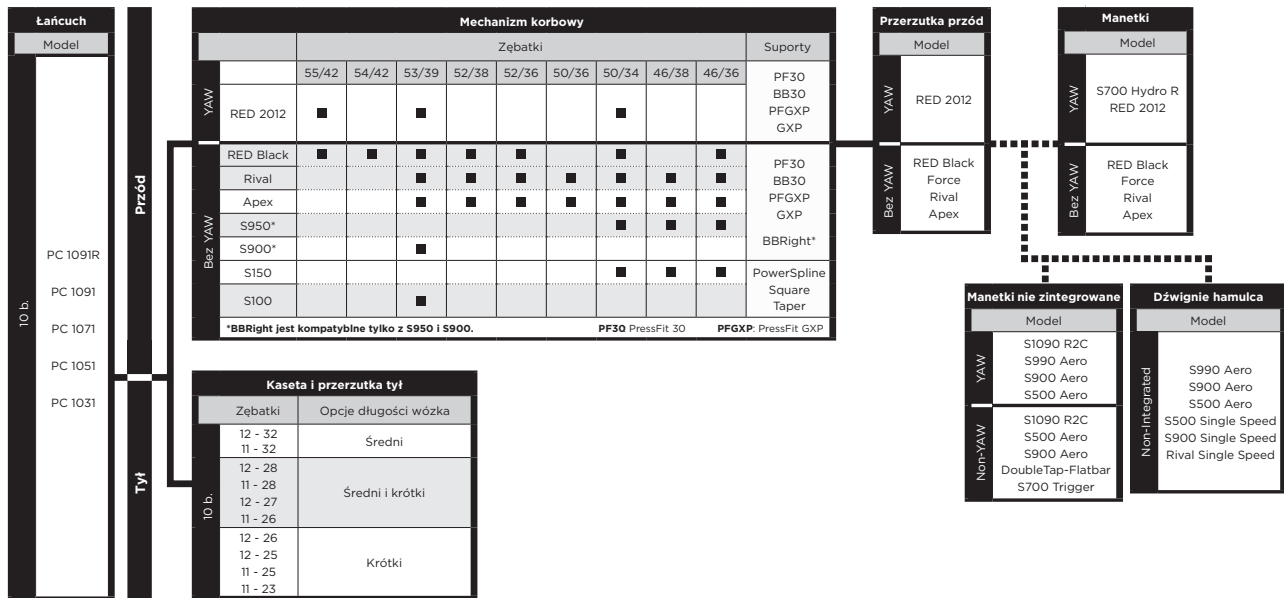 Łańcuch
Model
10 b.
PC 1091R
PC 1091
PC 1071
PC 1051
PC 1031
Przód
Tył
Mechanizm korbowy
Zębatki Suporty
55/42 54/42 53/39 52/38 52/36 50/36 50/34 46/38 46/36
YAW
RED 2012 ■ ■ ■
PF30
BB30
PFGXP
GXP
Bez YAW
RED Black ■ ■ ■ ■ ■ ■ ■
Rival ■ ■ ■ ■ ■ ■ ■
Apex ■ ■ ■ ■ ■ ■ ■
S950* ■ ■ ■
S900* ■
S150 ■ ■ ■
S100 ■
PF30
BB30
PFGXP
GXP
BBRight*
PowerSpline
Square
Taper
*BBRight jest kompatyblne tylko z S950 i S900. PF30 PressFit 30 PFGXP: PressFit GXP
Kaseta i przerzutka tył
Zębatki Opcje długości wózka
10 b.
12 - 32
11 - 32
Średni
12 - 28
11 - 28
12 - 27
11 - 26
Średni i krótki
12 - 26
12 - 25
11 - 25
11 - 23
Krótki
Przerzutka przód
Model
YAW
RED 2012
Bez YAW
RED Black
Force
Rival
Apex
Manetki
Model
YAW
S700 Hydro R
RED 2012
Bez YAW
RED Black
Force
Rival
Apex
Manetki nie zintegrowane
Model
YAW
S1090 R2C
S990 Aero
S900 Aero
S500 Aero
Non-YAW
S1090 R2C
S500 Aero
S900 Aero
DoubleTap-Flatbar
S700 Trigger
Dźwignie hamulca
Model
Non-Integrated
S990 Aero
S900 Aero
S500 Aero
S500 Single Speed
S900 Single Speed
Rival Single Speed